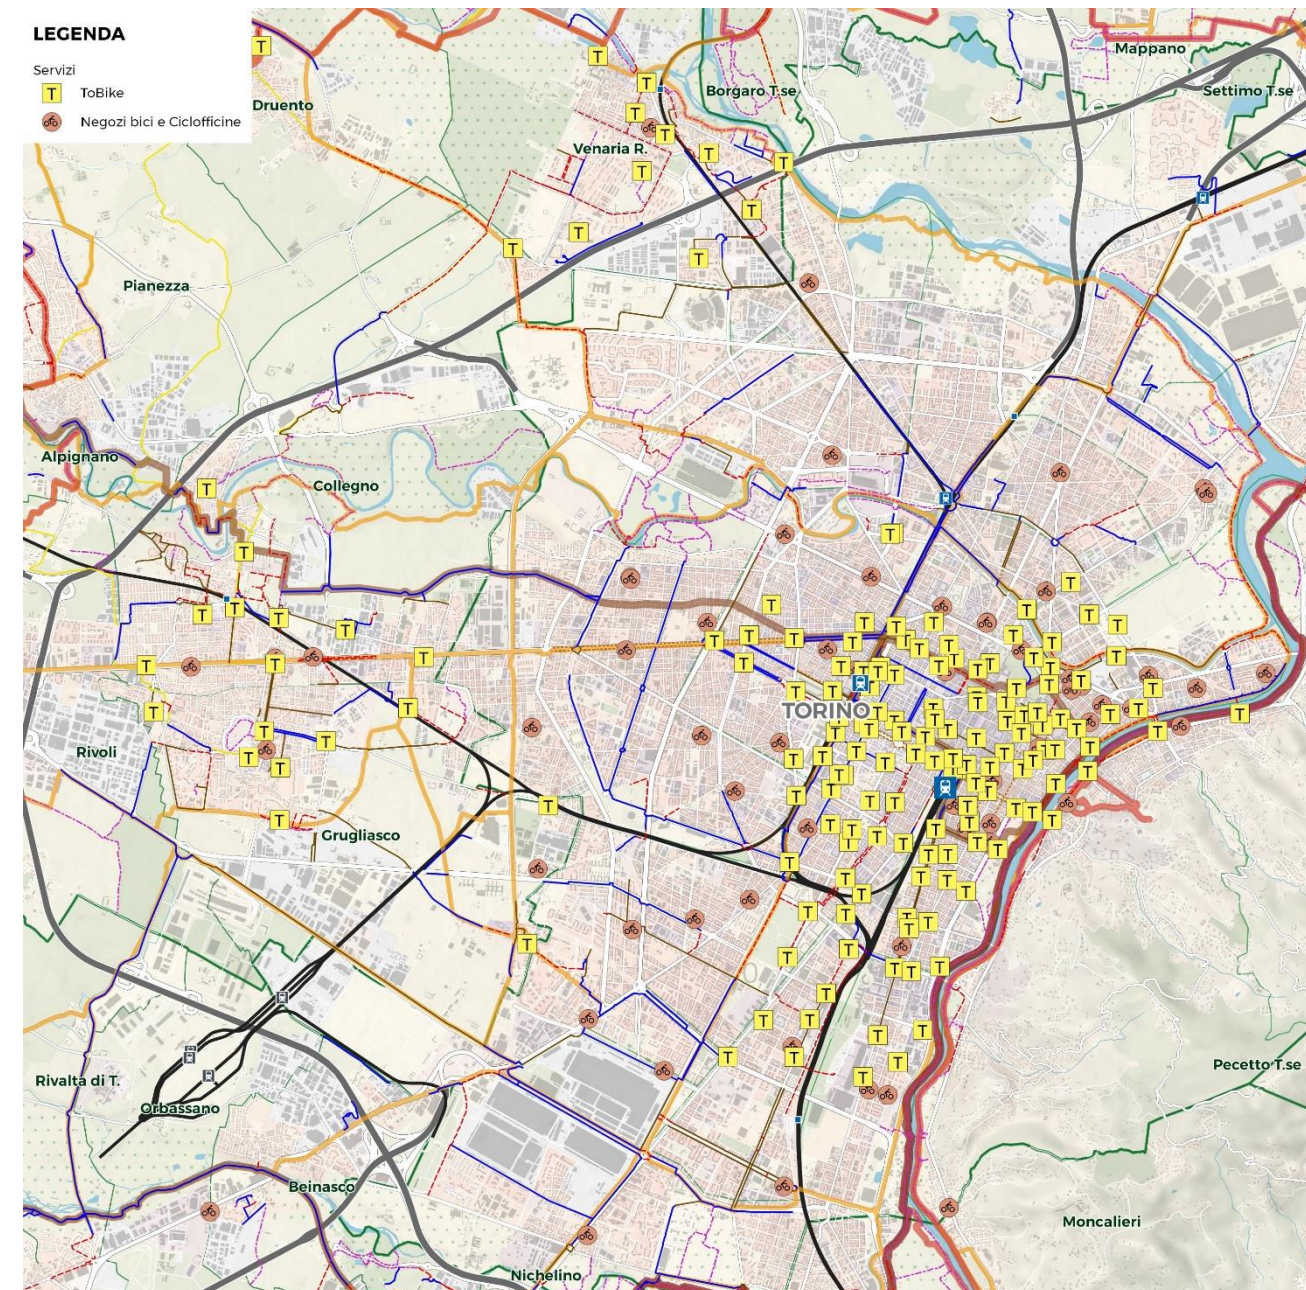 LEGENDA
Servizi
T ToBike
Negozi bici e Ciclofficine
Mappano
Borgaro T.se
Settimo T.se
Druento
Venaria R.
Pianezza
Alpignano
Collegno
TORINO
Rivoli
Grugliasco
Pecetto T.se
Rivalta di T.
Orbassano
Beinasco
Moncalieri
Nichelino